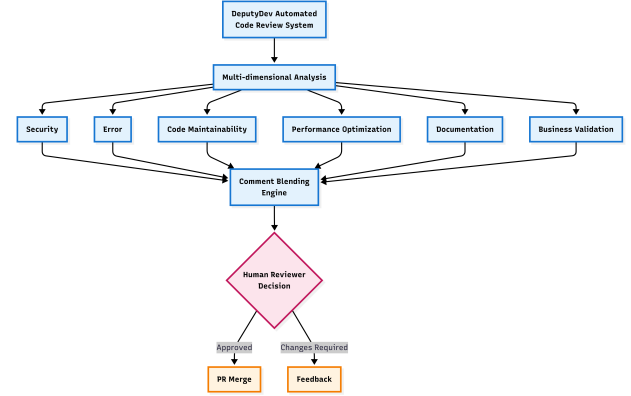 DeputyDev Automated
Code Review System
Multi-dimensional Analysis
Security
Error
Code Maintainability
Performance Optimization
Documentation
Business Validation
Comment Blending
Engine
Human Reviewer
Decision
Approved
Changes Required
PR Merge
Feedback